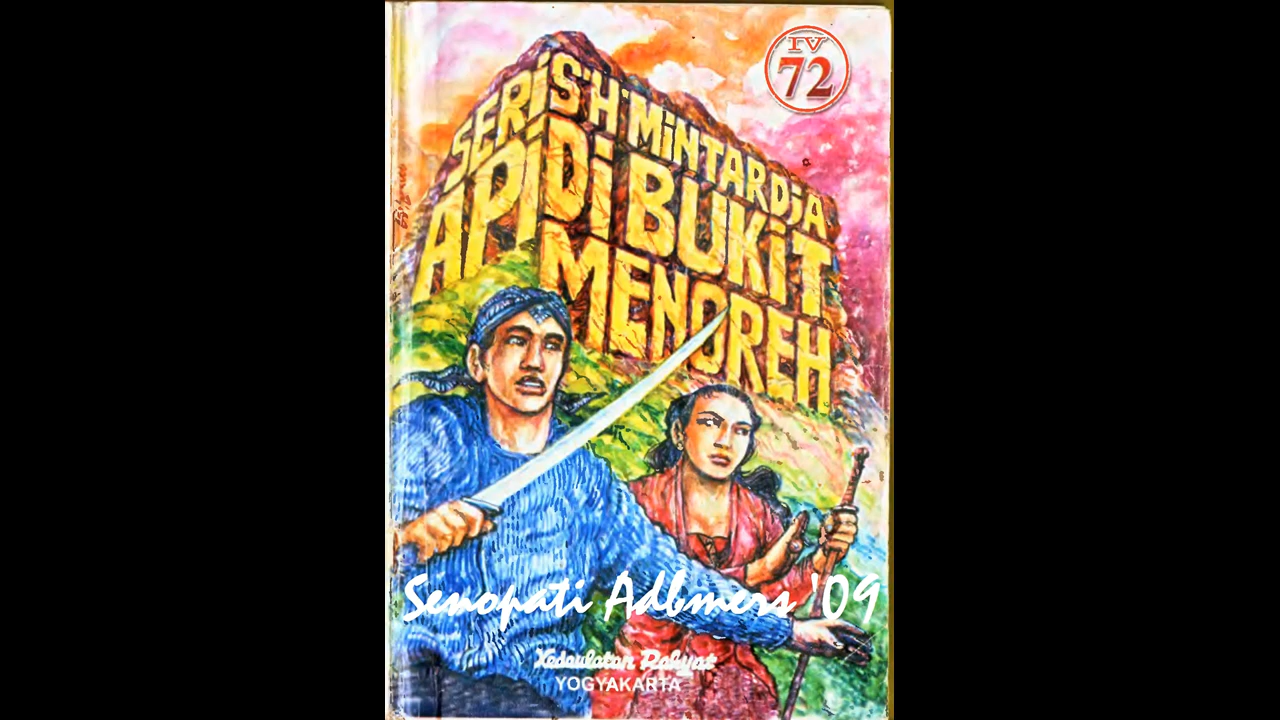 IV
72
SERI S·H·MiNTARDjA
API Di BUKiT
MENOREH
Senopati Adbmers '09
Kedaulatan Rakyat
YOGYAKARTA